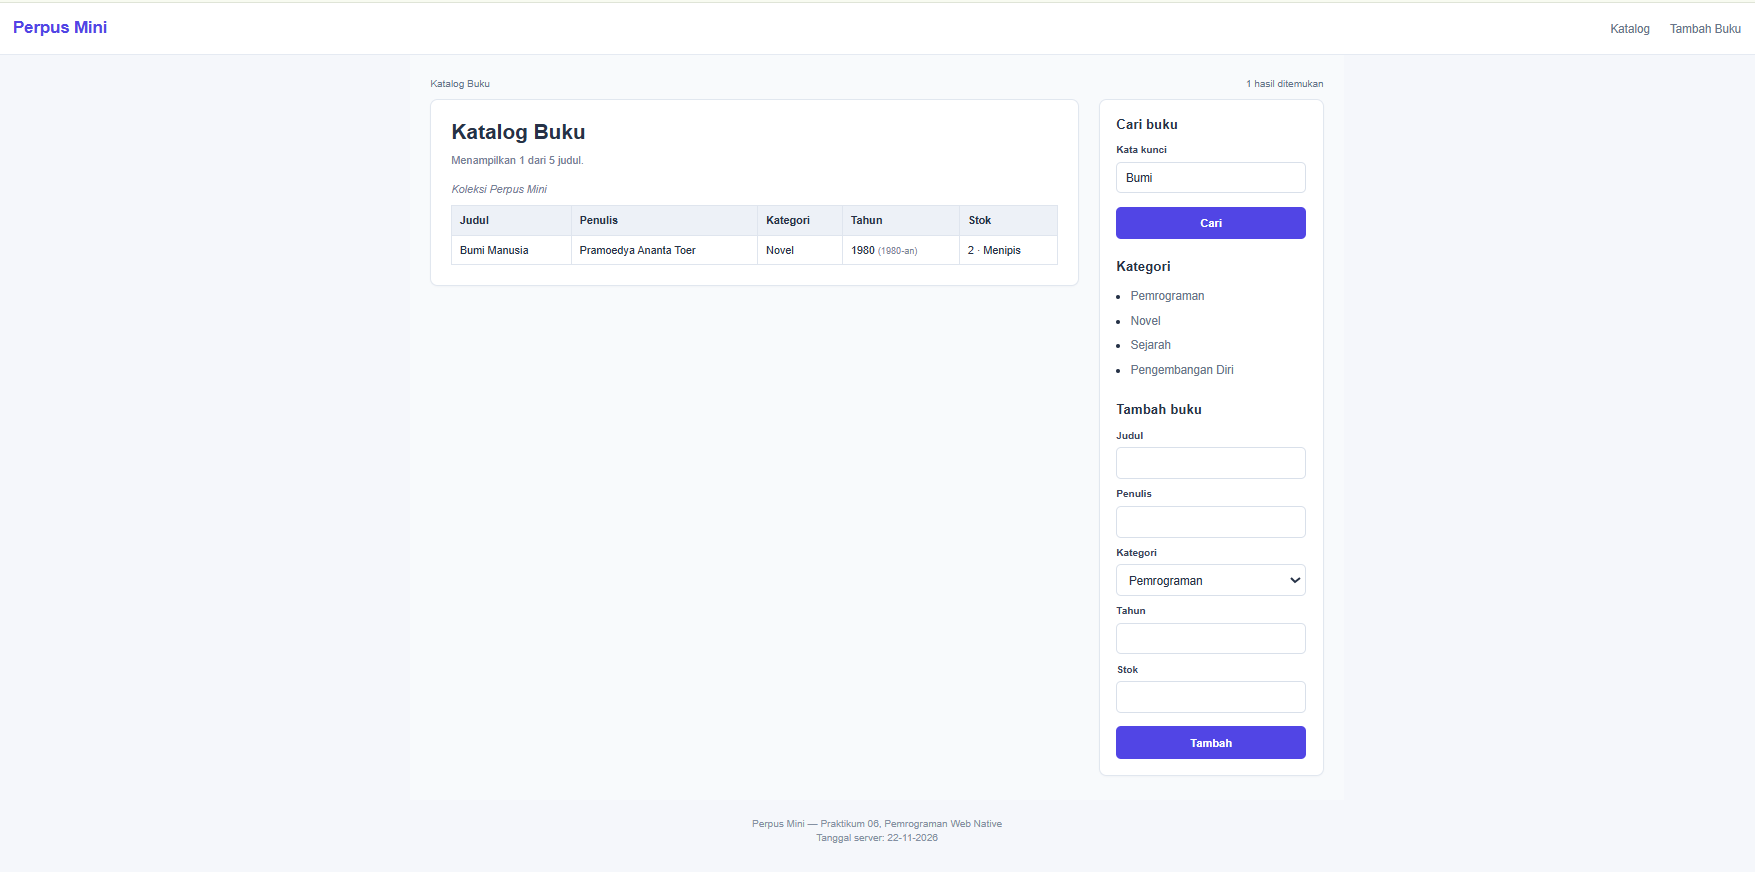 Perpus Mini
Katalog Tambah Buku
Katalog Buku
1 hasil ditemukan
Katalog Buku
Menampilkan 1 dari 5 judul.
Koleksi Perpus Mini
Judul Penulis Kategori Tahun Stok
Bumi Manusia Pramoedya Ananta Toer Novel 1980 (1980-an) 2 · Menipis
Cari buku
Kata kunci
Bumi
Cari
Kategori
Pemrograman
Novel
Sejarah
Pengembangan Diri
Tambah buku
Judul
Penulis
Kategori
Pemrograman
Tahun
Stok
Tambah
Perpus Mini — Praktikum 06, Pemrograman Web Native
Tanggal server: 22-11-2026